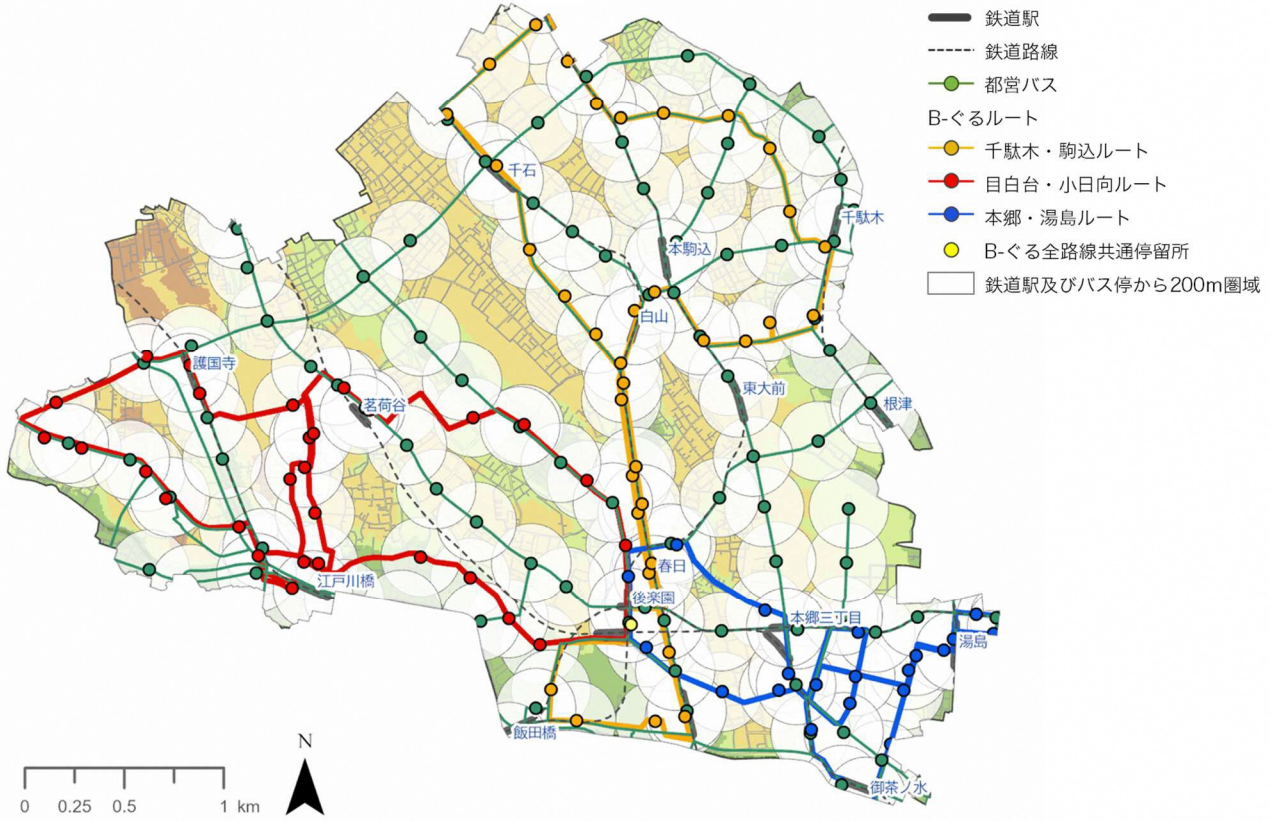 鉄道駅
鉄道路線
都営バス
B-ぐるルート
千駄木・駒込ルート
目白台・小日向ルート
本郷・湯島ルート
B-ぐる全路線共通停留所
鉄道駅及びバス停から200m圏域
千石
千駄木
本駒込
白山
護国寺
東大前
茗荷谷
根津
春日
江戸川橋
後楽園
本郷三丁目
湯島
飯田橋
御茶ノ水
N
0 0.25 0.5 1 km